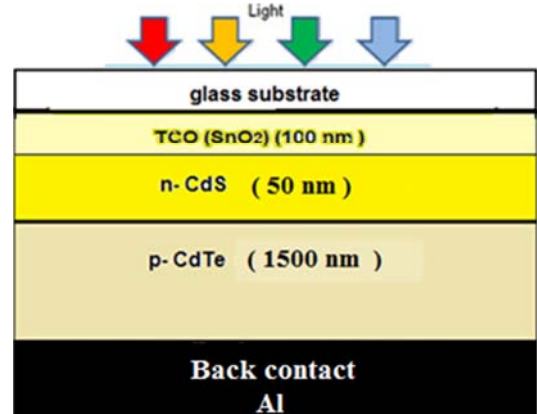 Light
glass substrate
TCO (SnO2) (100 nm )
n- CdS ( 50 nm )
p- CdTe ( 1500 nm )
Back contact
Al